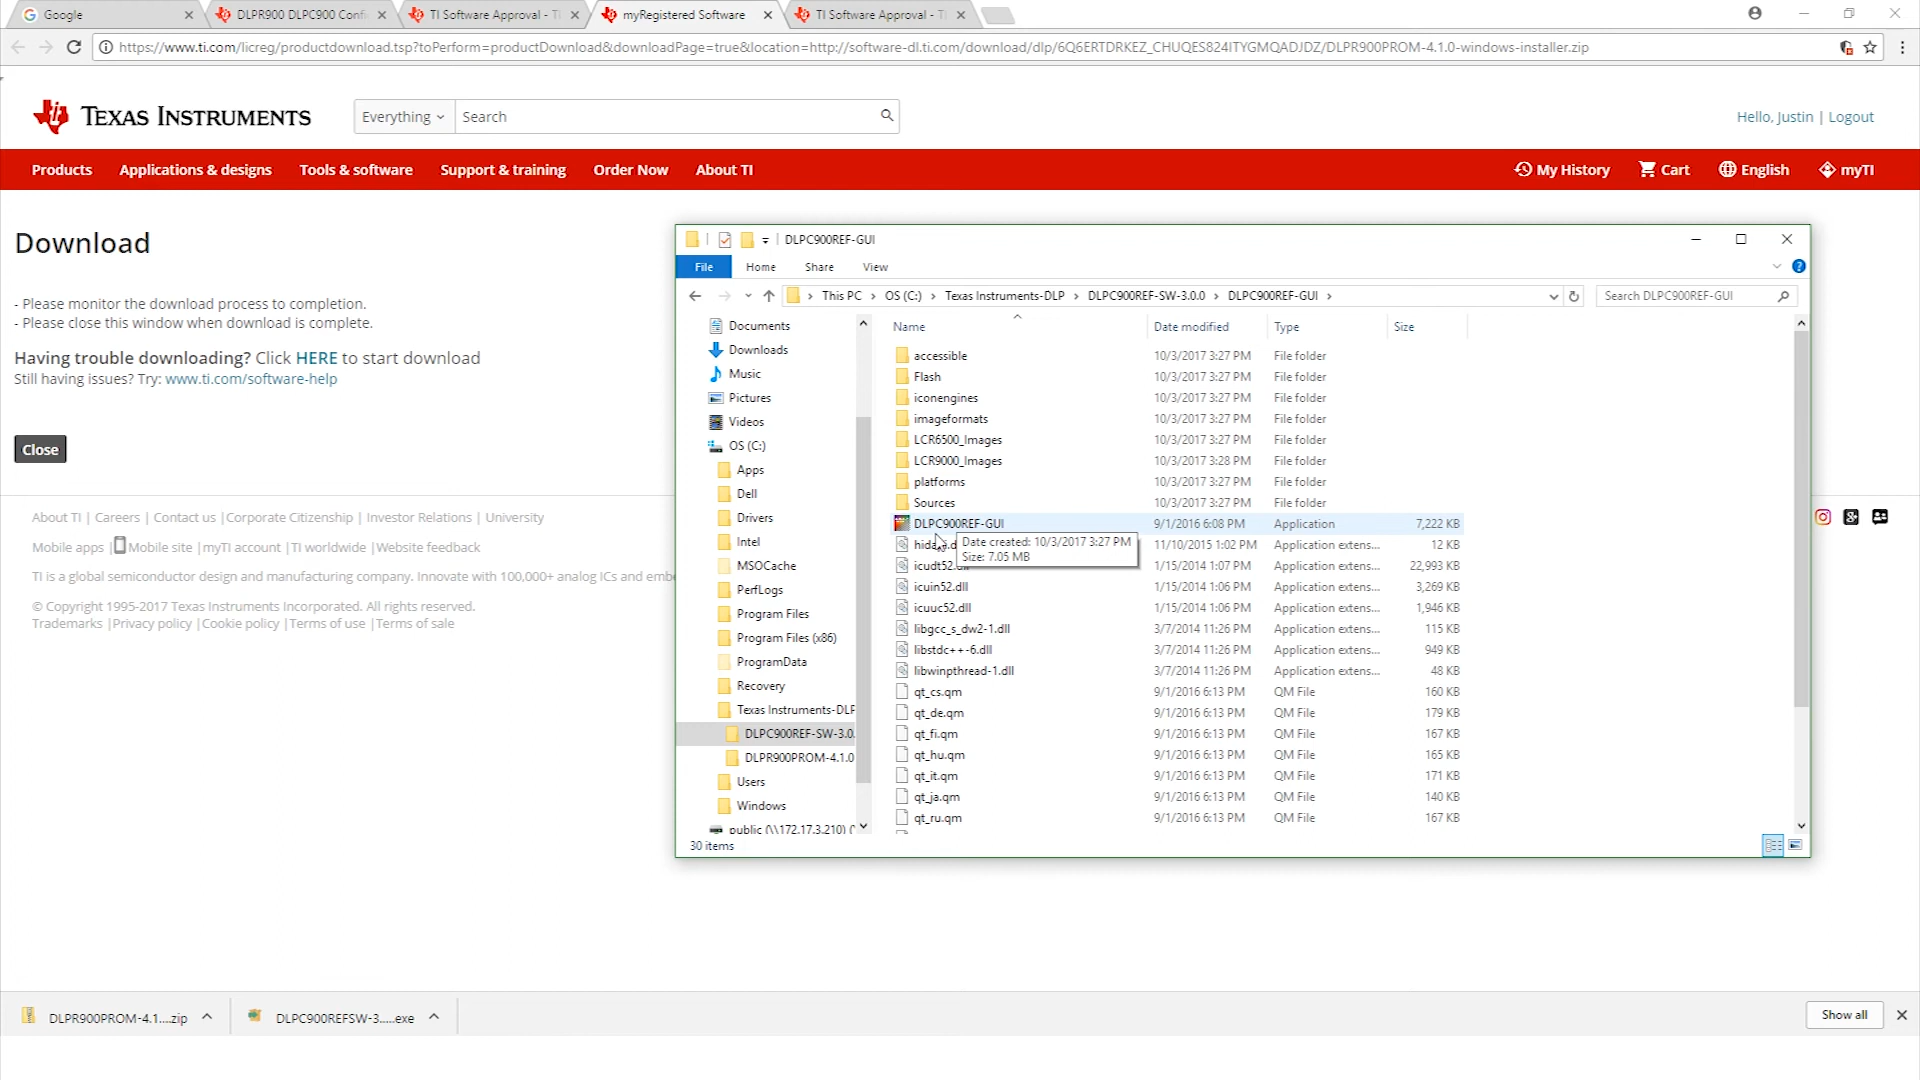 Google
DLPR900 DLPC900 Confi
TI Software Approval - T
myRegistered Software
TI Software Approval - T
https://www.ti.com/licreg/productdownload.tsp?toPerform=productDownload&downloadPage=true&location=http://software-dl.ti.com/download/dlp/6Q6ERTDRKEZ_CHUQES824ITYGMQADJDZ/DLPR900PROM-4.1.0-windows-installer.zip
TEXAS INSTRUMENTS
Everything
Search
Hello, Justin | Logout
Products
Applications & designs
Tools & software
Support & training
Order Now
About TI
My History
Cart
English
myTI
Download
- Please monitor the download process to completion.
- Please close this window when download is complete.
Having trouble downloading? Click HERE to start download
Still having issues? Try: www.ti.com/software-help
Close
About TI | Careers | Contact us |Corporate Citizenship | Investor Relations | University
Mobile apps | Mobile site |myTI account |TI worldwide |Website feedback
TI is a global semiconductor design and manufacturing company. Innovate with 100,000+ analog ICs and embe
© Copyright 1995-2017 Texas Instruments Incorporated. All rights reserved.
Trademarks |Privacy policy |Cookie policy |Terms of use |Terms of sale
DLPC900REF-GUI
File
Home
Share
View
This PC > OS (C:) > Texas Instruments-DLP > DLPC900REF-SW-3.0.0 > DLPC900REF-GUI >
Search DLPC900REF-GUI
Documents
Downloads
Music
Pictures
Videos
OS (C:)
Apps
Dell
Drivers
Intel
MSOCache
PerfLogs
Program Files
Program Files (x86)
ProgramData
Recovery
Texas Instruments-DLP
DLPC900REF-SW-3.0.
DLPR900PROM-4.1.0
Users
Windows
public (\\172.17.3.210) (
Name Date modified Type Size
accessible 10/3/2017 3:27 PM File folder
Flash 10/3/2017 3:27 PM File folder
iconengines 10/3/2017 3:27 PM File folder
imageformats 10/3/2017 3:27 PM File folder
LCR6500_Images 10/3/2017 3:27 PM File folder
LCR9000_Images 10/3/2017 3:28 PM File folder
platforms 10/3/2017 3:27 PM File folder
Sources 10/3/2017 3:27 PM File folder
DLPC900REF-GUI 9/1/2016 6:08 PM Application 7,222 KB
11/10/2015 1:02 PM Application extens... 12 KB
Date created: 10/3/2017 3:27 PM
Size: 7.05 MB
icudt52. 1/15/2014 1:07 PM Application extens... 22,993 KB
icuin52.dll 1/15/2014 1:06 PM Application extens... 3,269 KB
icuuc52.dll 1/15/2014 1:06 PM Application extens... 1,946 KB
libgcc_s_dw2-1.dll 3/7/2014 11:26 PM Application extens... 115 KB
libstdc++-6.dll 3/7/2014 11:26 PM Application extens... 949 KB
libwinpthread-1.dll 3/7/2014 11:26 PM Application extens... 48 KB
qt_cs.qm 9/1/2016 6:13 PM QM File 160 KB
qt_de.qm 9/1/2016 6:13 PM QM File 179 KB
qt_fi.qm 9/1/2016 6:13 PM QM File 167 KB
qt_hu.qm 9/1/2016 6:13 PM QM File 165 KB
qt_it.qm 9/1/2016 6:13 PM QM File 171 KB
qt_ja.qm 9/1/2016 6:13 PM QM File 140 KB
qt_ru.qm 9/1/2016 6:13 PM QM File 167 KB
30 items
DLPR900PROM-4.1....zip
DLPC900REFSW-3.....exe
Show all